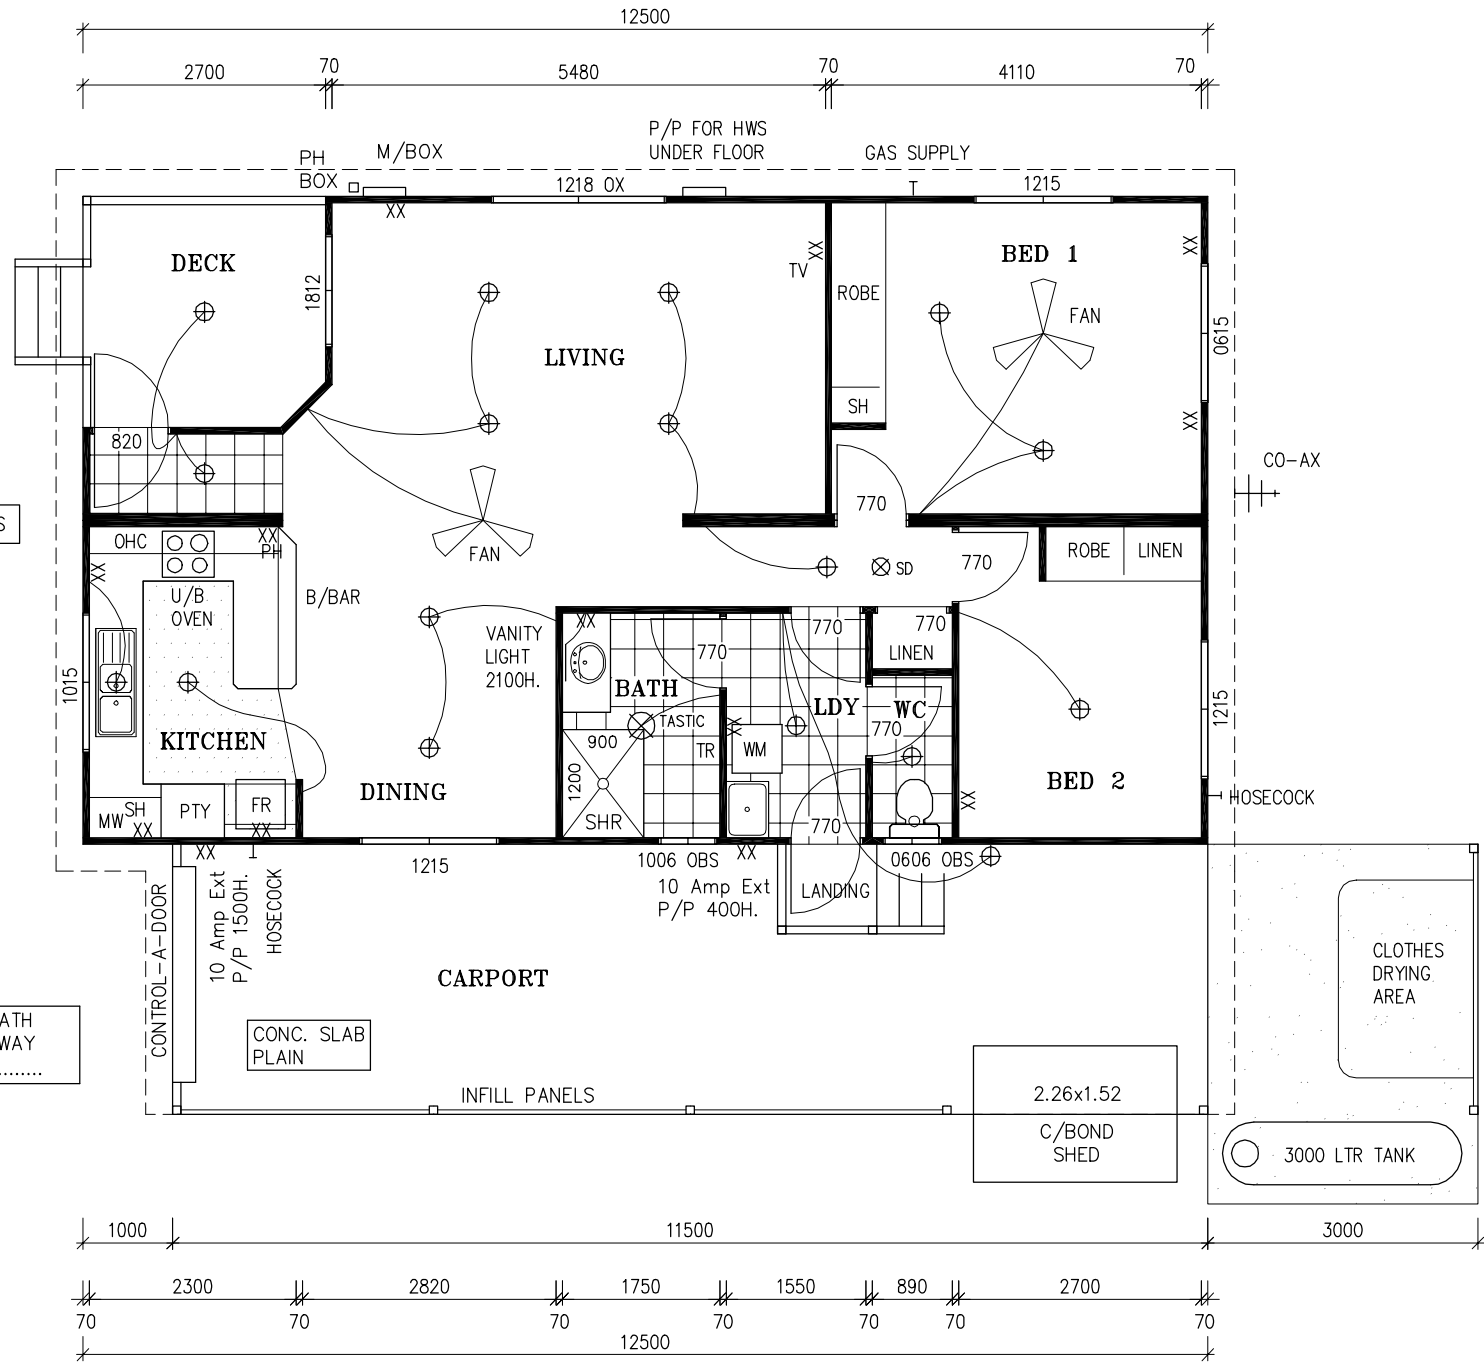 12500
2700
70
5480
70
4110
70
P/P FOR HWS
UNDER FLOOR
PH
BOX
M/BOX
GAS SUPPLY
1218 OX
1215
DECK
1812
LIVING
TV
XX
XX
ROBE
SH
BED 1
FAN
XX
XX
0615
CO-AX
820
S
OHC
XX
PH
XX
U/B
OVEN
B/BAR
FAN
770
SD
770
ROBE
LINEN
VANITY
LIGHT
2100H.
XX
770
770
770
LINEN
1015
BATH
TASTIC
TR
XX
WM
LDY
770
WC
1215
KITCHEN
DINING
900
1200
SHR
770
BED 2
XX
HOSECOCK
MW
SH
XX
PTY
FR
XX
XX
1215
1006 OBS
XX
0606 OBS
10 Amp Ext
P/P 400H.
LANDING
10 Amp Ext
P/P 1500H.
HOSECOCK
CONTROL-A-DOOR
CARPORT
CLOTHES
DRYING
AREA
ATH
WAY
........
CONC. SLAB
PLAIN
INFILL PANELS
2.26x1.52
C/BOND
SHED
3000 LTR TANK
1000
11500
3000
2300
2820
1750
1550
890
2700
70
70
70
70
70
70
70
12500